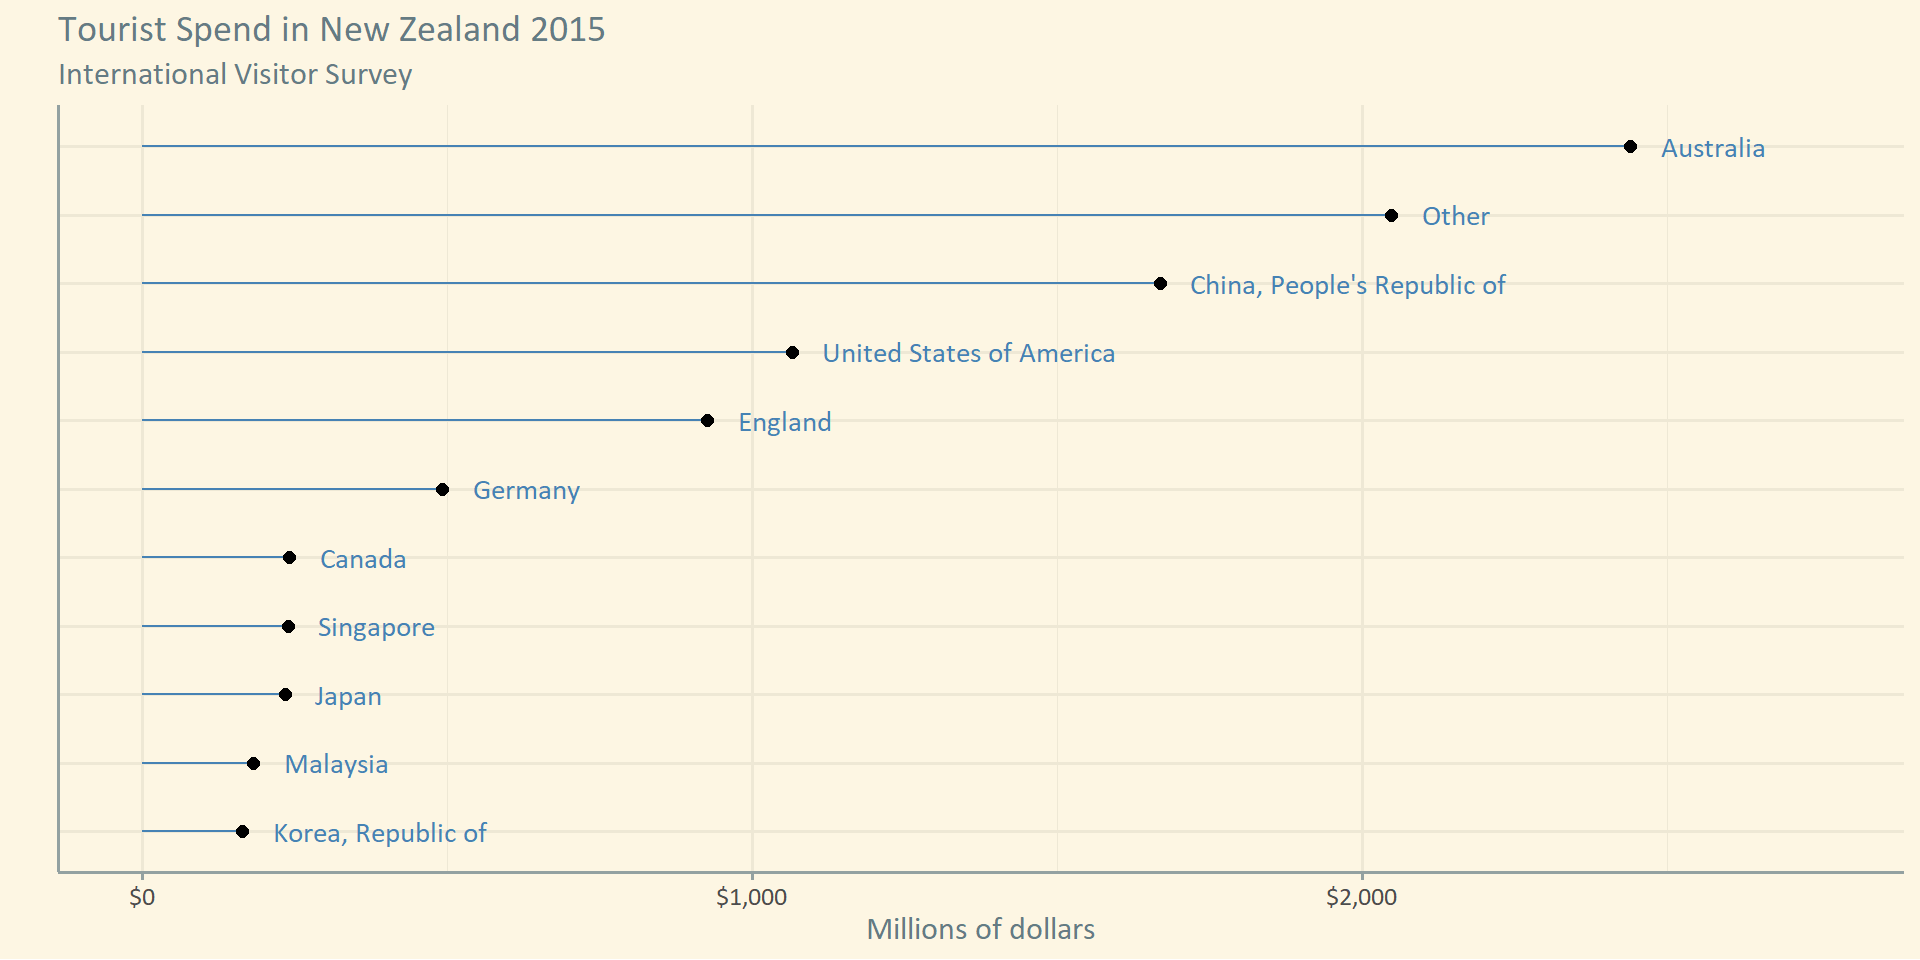 Tourist Spend in New Zealand 2015
International Visitor Survey
Australia
Other
China, People's Republic of
United States of America
England
Germany
Canada
Singapore
Japan
Malaysia
Korea, Republic of
$0 $1,000 $2,000
Millions of dollars